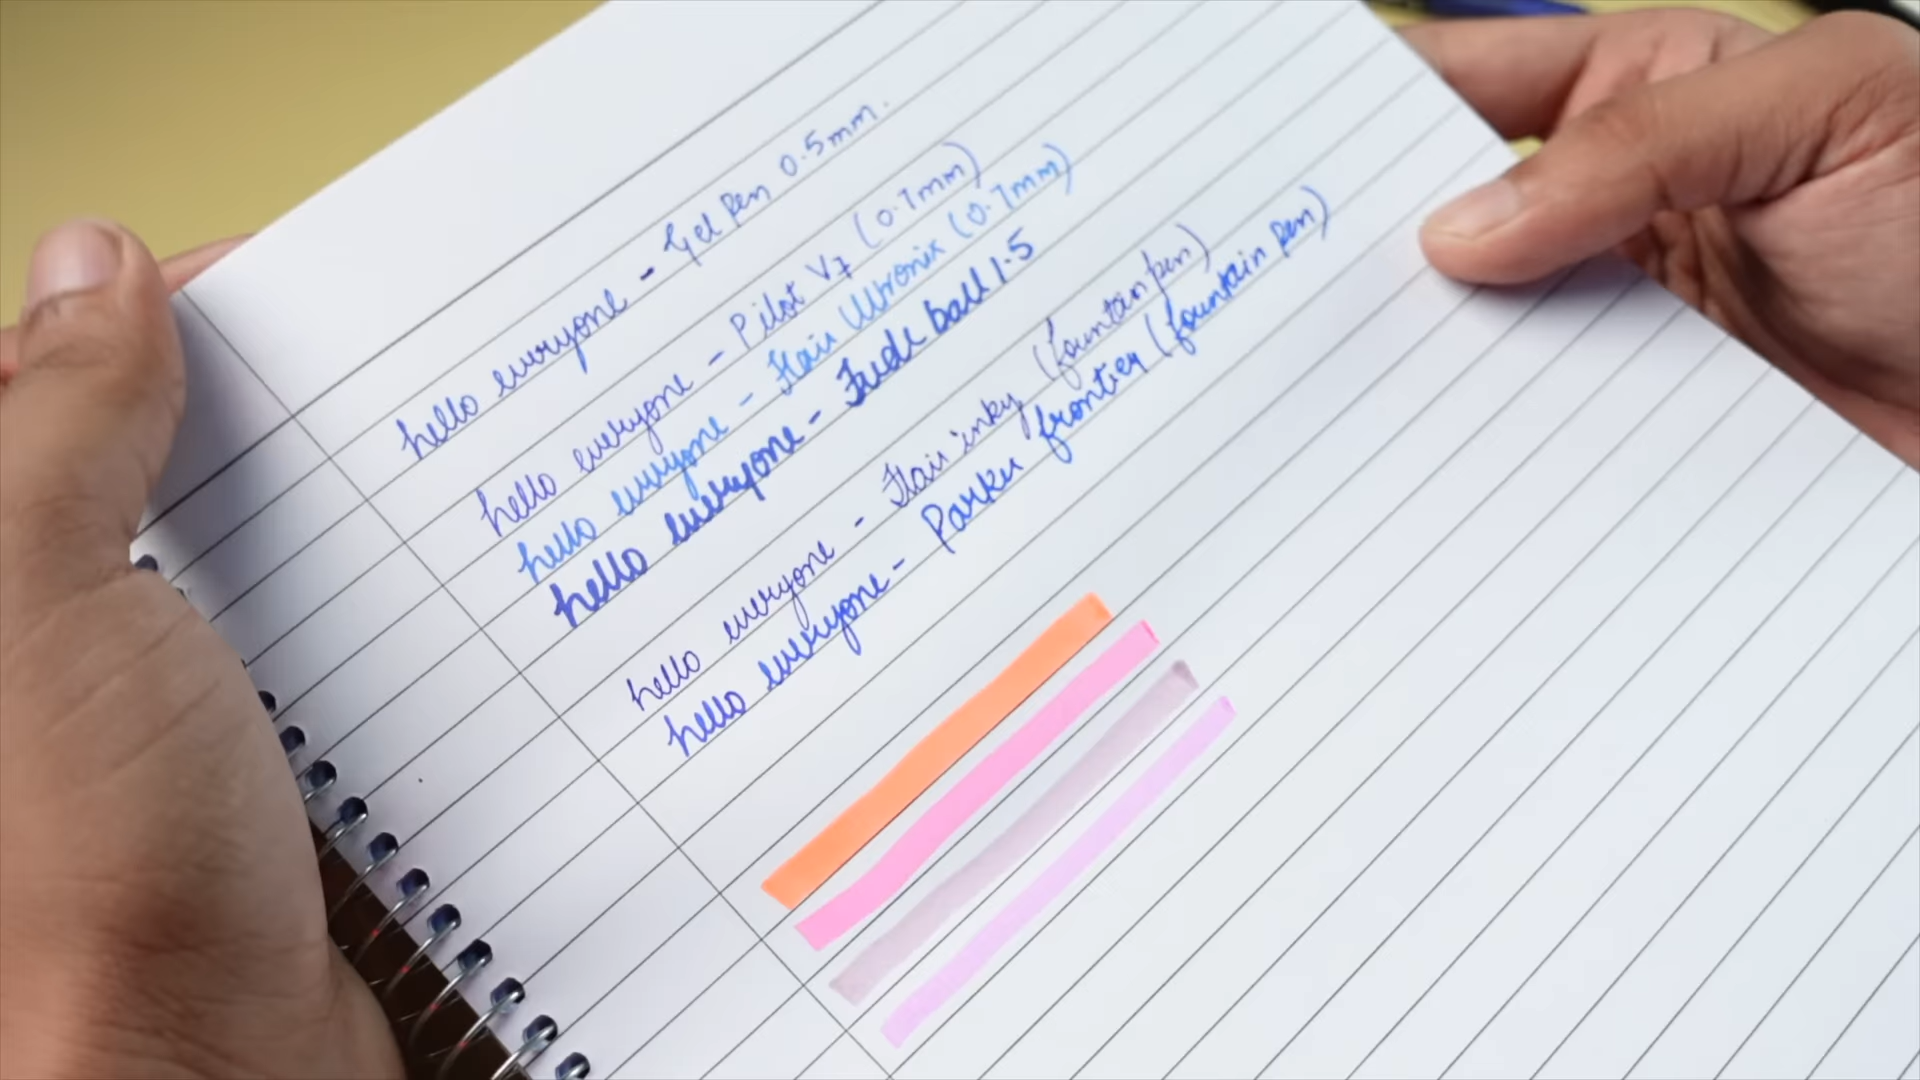 hello everyone - Gel Pen 0.5mm.
hello everyone - Pilot V7 (0.7mm)
hello everyone - Flair Ultronix (0.7mm)
hello everyone - Fude ball 1.5
hello everyone - Flair inky (fountain pen)
hello everyone - Parker frontier (fountain pen)